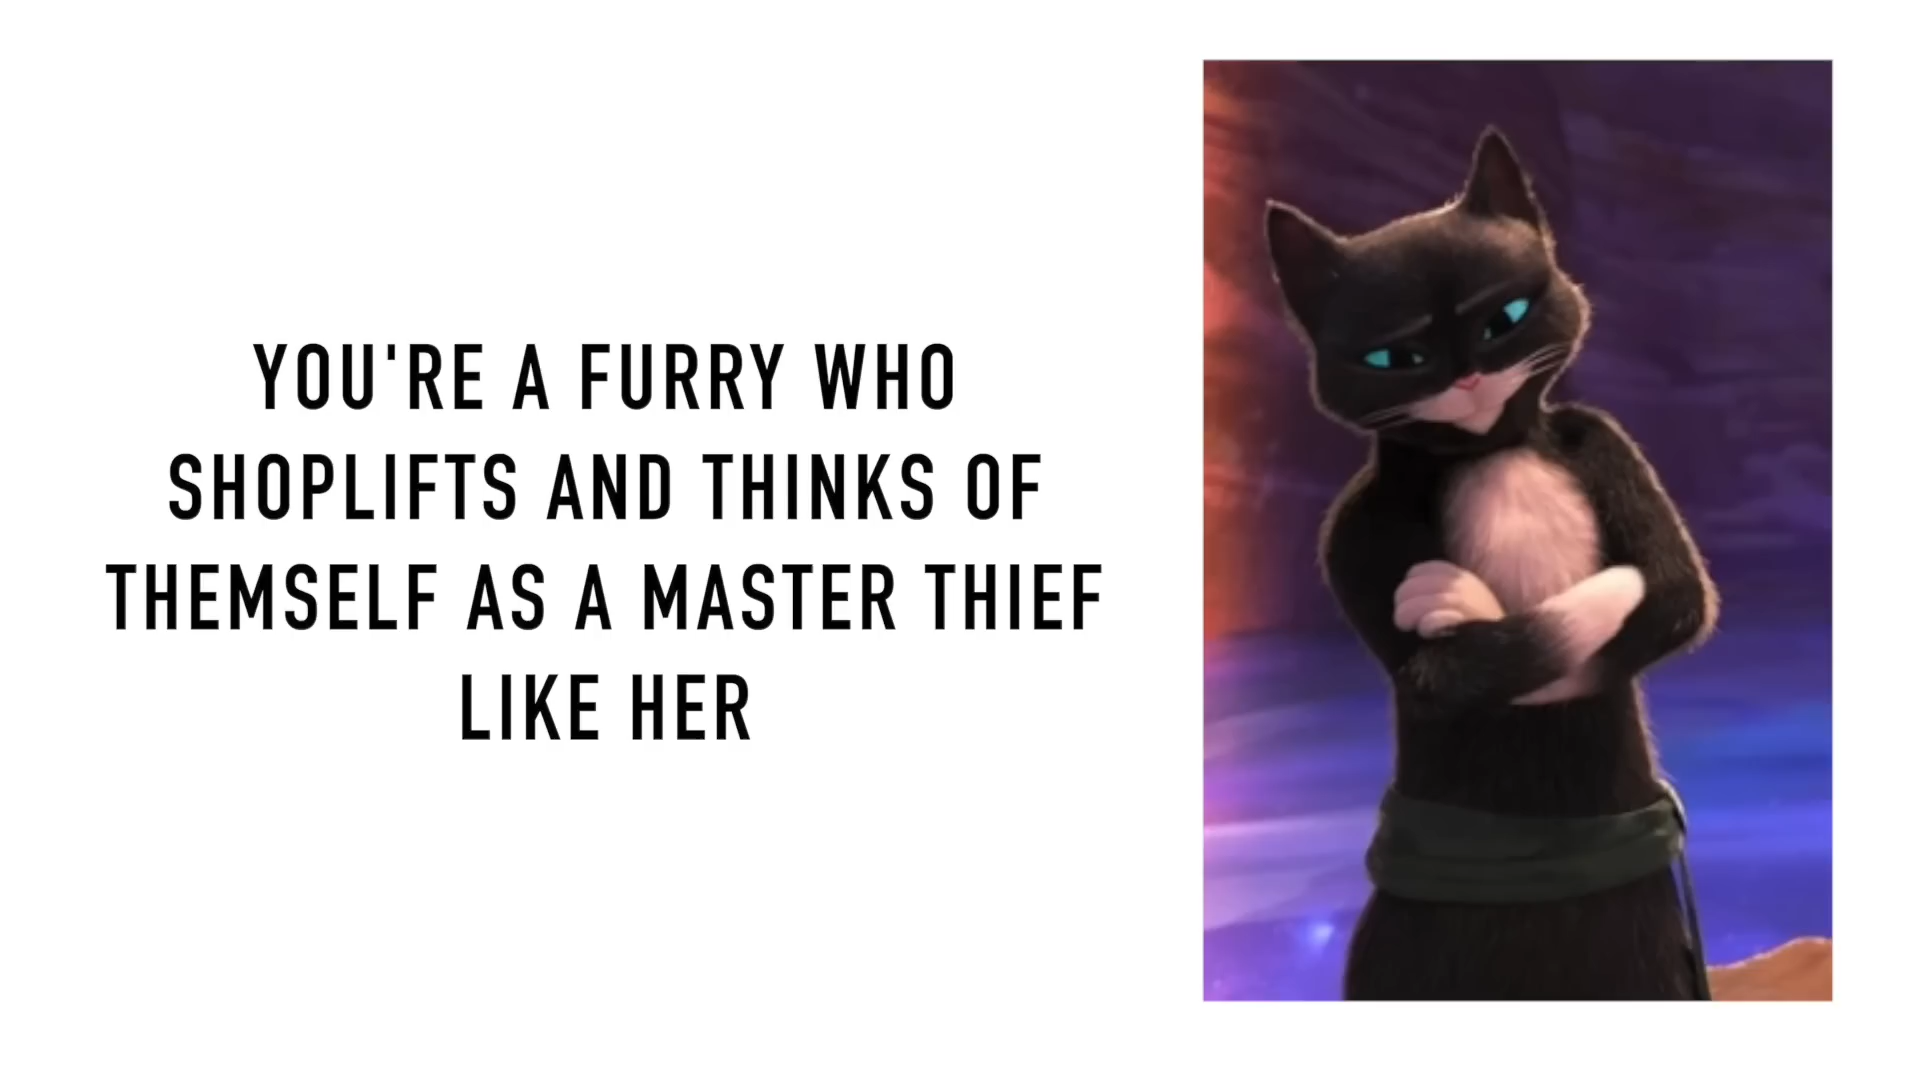 YOU'RE A FURRY WHO
SHOPLIFTS AND THINKS OF
THEMSELF AS A MASTER THIEF
LIKE HER